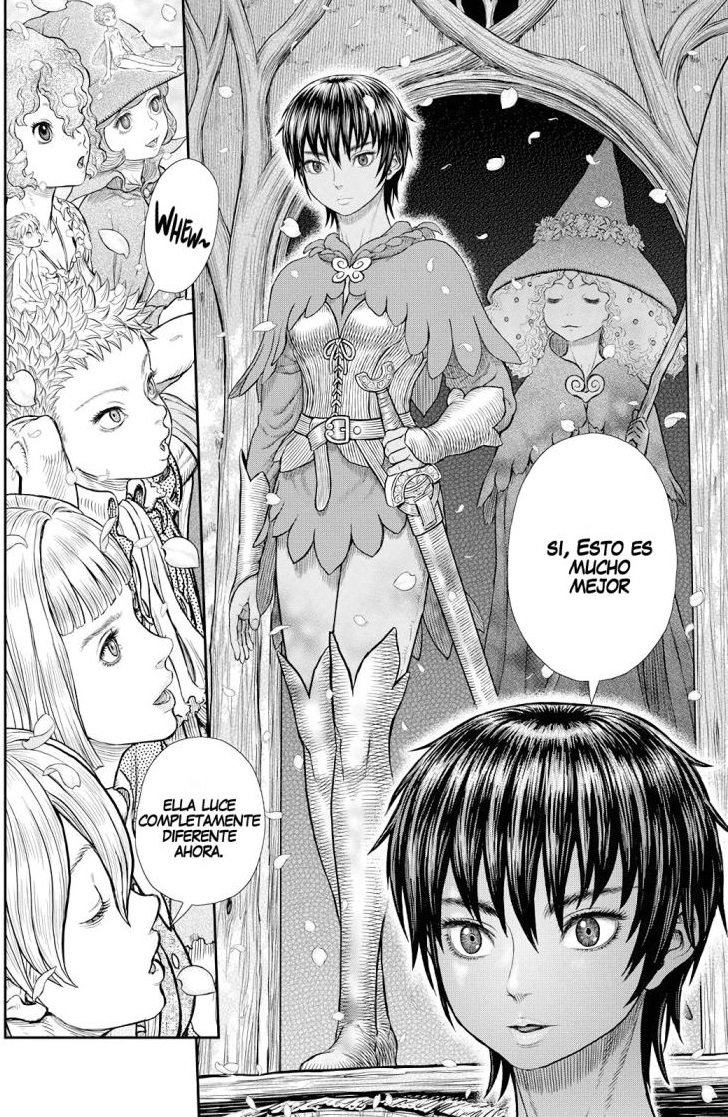 WHEW~
SI, ESTO ES
MUCHO
MEJOR
ELLA LUCE
COMPLETAMENTE
DIFERENTE
AHORA.